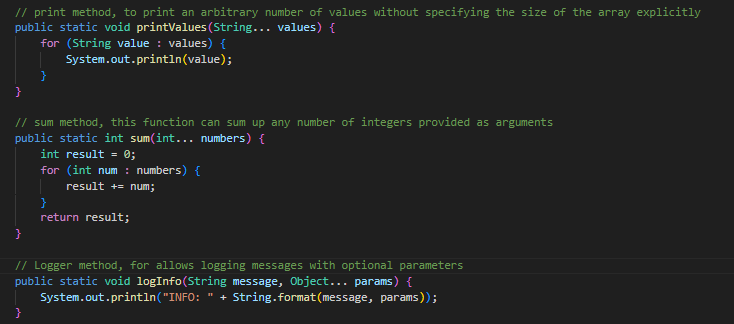 // print method, to print an arbitrary number of values without specifying the size of the array explicitly
public static void printValues(String... values) {
    for (String value : values) {
        System.out.println(value);
    }
}

// sum method, this function can sum up any number of integers provided as arguments
public static int sum(int... numbers) {
    int result = 0;
    for (int num : numbers) {
        result += num;
    }
    return result;
}

// Logger method, for allows logging messages with optional parameters
public static void logInfo(String message, Object... params) {
    System.out.println("INFO: " + String.format(message, params));
}